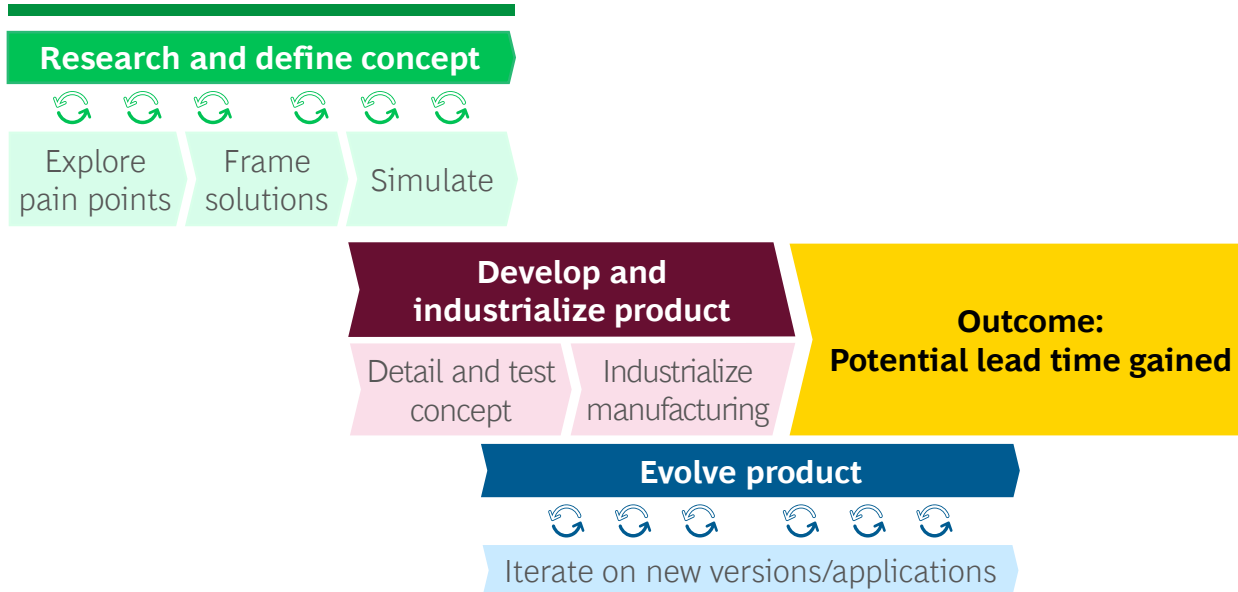 Research and define concept
Explore
pain points
Frame
solutions
Simulate
Develop and
industrialize product
Detail and test
concept
Industrialize
manufacturing
Outcome:
Potential lead time gained
Evolve product
Iterate on new versions/applications